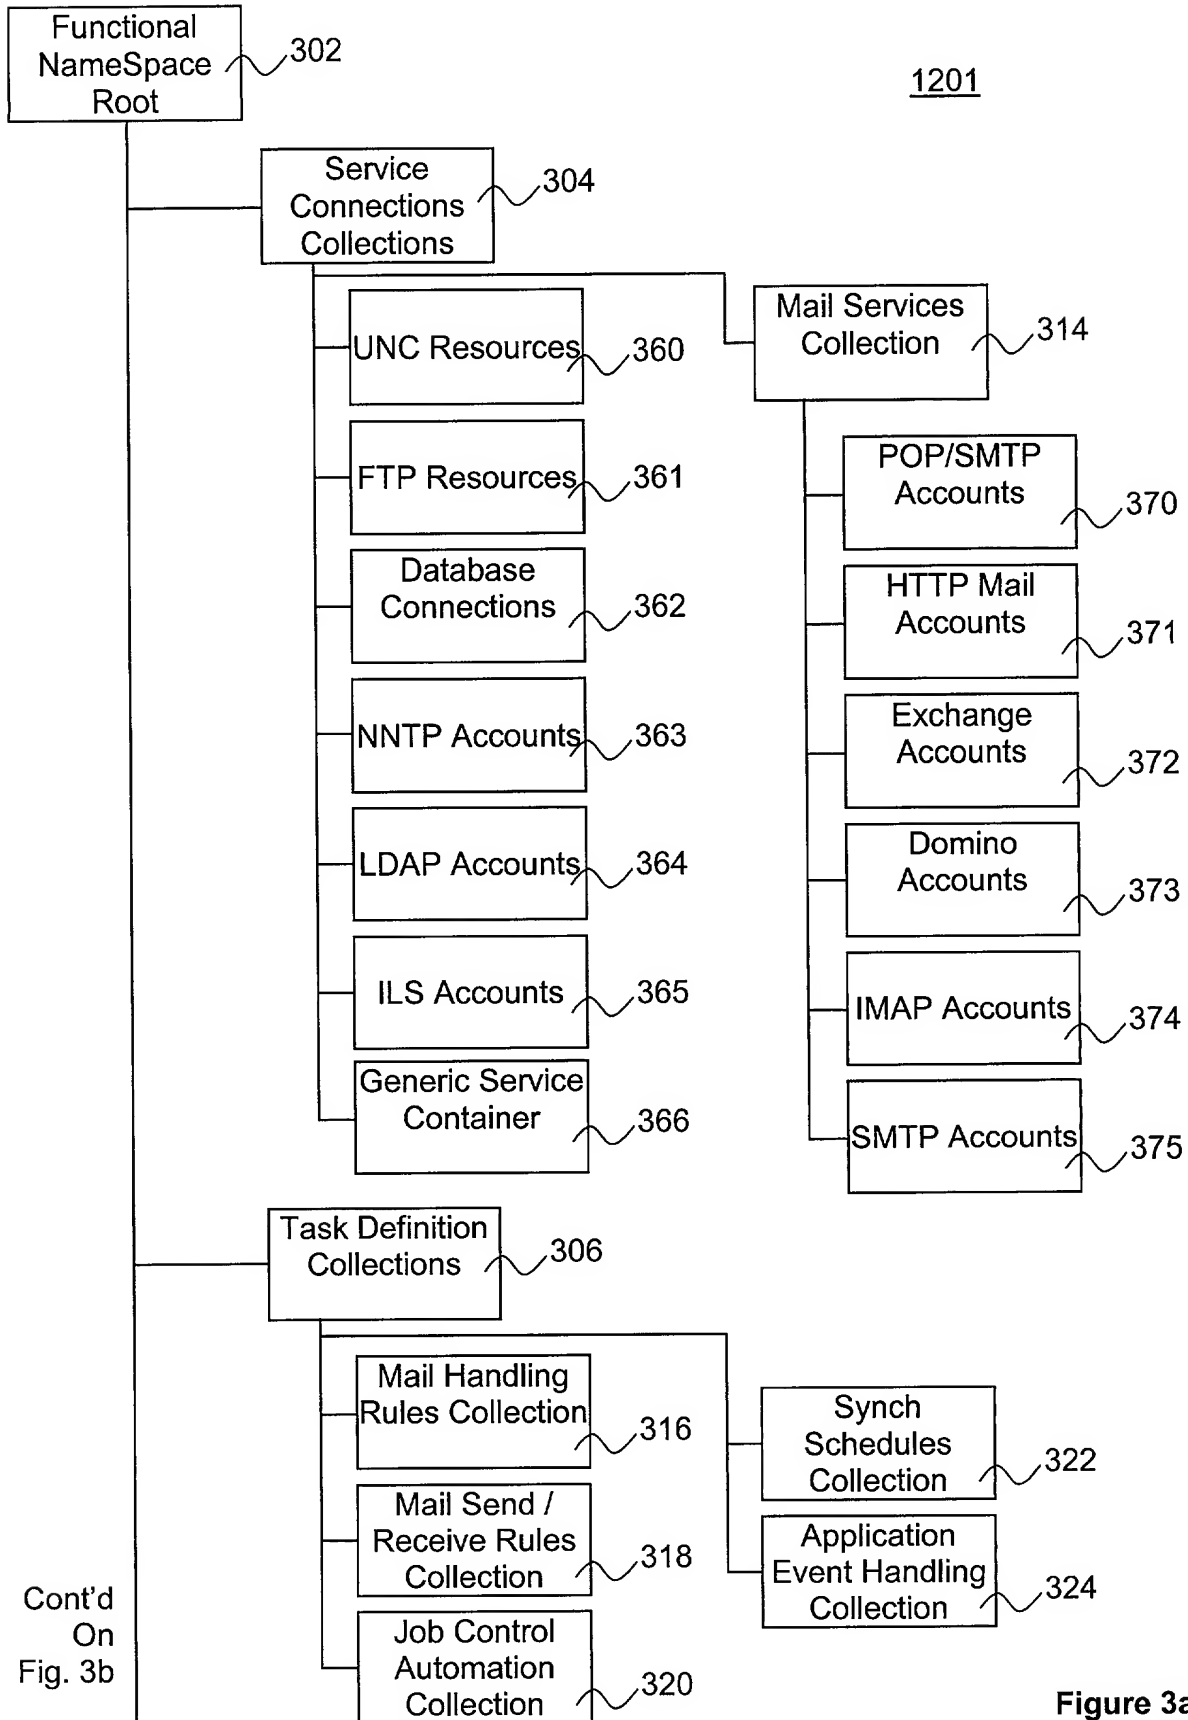 Functional
NameSpace
Root
302
1201
Service
Connections
Collections
304
UNC Resources
360
FTP Resources
361
Database
Connections
362
NNTP Accounts
363
LDAP Accounts
364
ILS Accounts
365
Generic Service
Container
366
Mail Services
Collection
314
POP/SMTP
Accounts
370
HTTP Mail
Accounts
371
Exchange
Accounts
372
Domino
Accounts
373
IMAP Accounts
374
SMTP Accounts
375
Task Definition
Collections
306
Mail Handling
Rules Collection
316
Mail Send /
Receive Rules
Collection
318
Job Control
Automation
Collection
320
Synch
Schedules
Collection
322
Application
Event Handling
Collection
324
Cont'd
On
Fig. 3b
Figure 3a